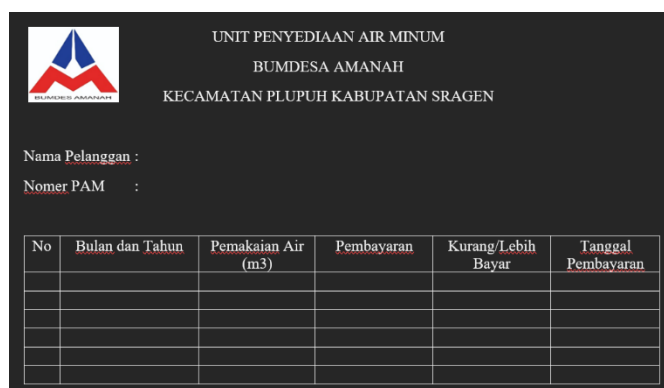 UNIT PENYEDIAAN AIR MINUM
BUMDESA AMANAH
KECAMATAN PLUPUH KABUPATAN SRAGEN
BUMDES AMANAH
Nama Pelanggan :
Nomer PAM :
No Bulan dan Tahun Pemakaian Air (m3) Pembayaran Kurang/Lebih Bayar Tanggal Pembayaran